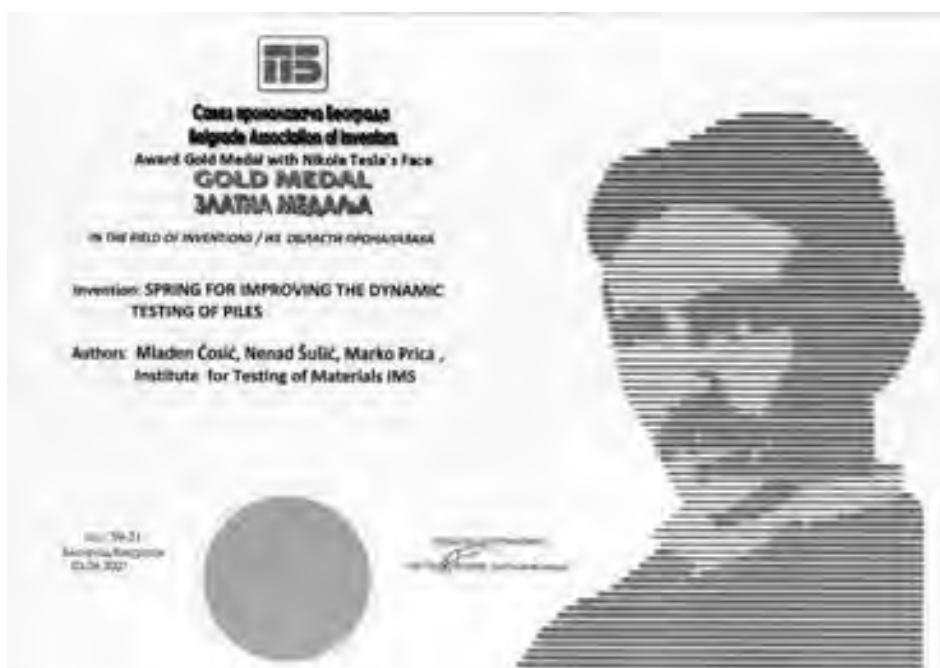 ПБ
Савез проналазача Београда
Belgrade Association of Inventors
Award Gold Medal with Nikola Tesla's Face
GOLD MEDAL
ЗЛАТНА МЕДАЉА
IN THE FIELD OF INVENTIONS / ИЗ ОБЛАСТИ ПРОНАЛАЗАКА
Invention: SPRING FOR IMPROVING THE DYNAMIC
TESTING OF PILES
Authors: Mladen Ćosić, Nenad Šušić, Marko Prica ,
Institute for Testing of Materials IMS